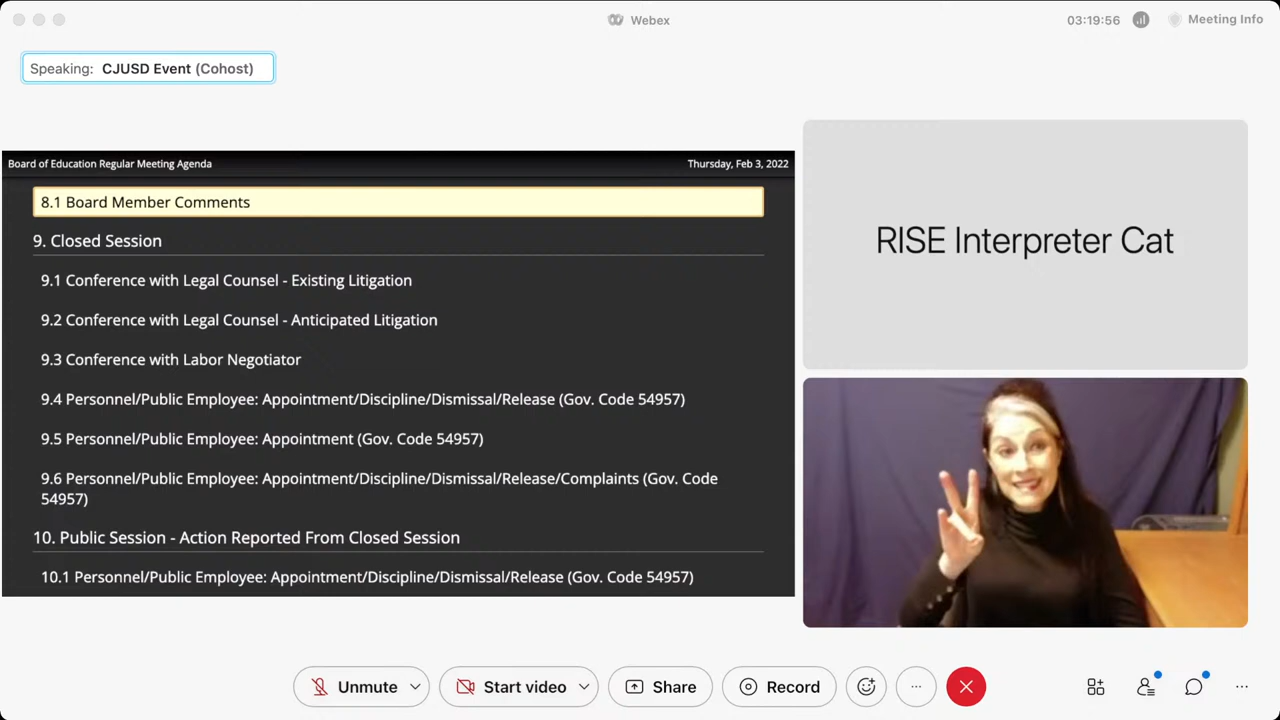 Webex
03:19:56
Meeting Info
Speaking: CJUSD Event (Cohost)
Board of Education Regular Meeting Agenda
Thursday, Feb 3, 2022
8.1 Board Member Comments
9. Closed Session
9.1 Conference with Legal Counsel - Existing Litigation
9.2 Conference with Legal Counsel - Anticipated Litigation
9.3 Conference with Labor Negotiator
9.4 Personnel/Public Employee: Appointment/Discipline/Dismissal/Release (Gov. Code 54957)
9.5 Personnel/Public Employee: Appointment (Gov. Code 54957)
9.6 Personnel/Public Employee: Appointment/Discipline/Dismissal/Release/Complaints (Gov. Code
54957)
10. Public Session - Action Reported From Closed Session
10.1 Personnel/Public Employee: Appointment/Discipline/Dismissal/Release (Gov. Code 54957)
RISE Interpreter Cat
Unmute
Start video
Share
Record